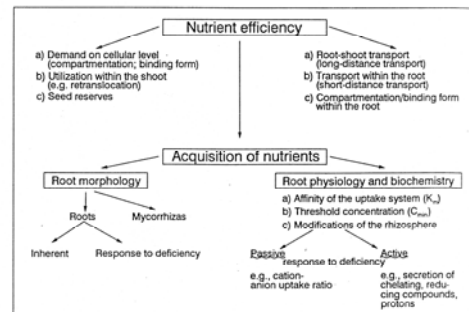 Nutrient efficiency
a) Demand on cellular level
(compartmentation; binding form)
b) Utilization within the shoot
(e.g. retranslocation)
c) Seed reserves
a) Root-shoot transport
(long-distance transport)
b) Transport within the root
(short-distance transport)
c) Compartmentation/binding form
within the root
Acquisition of nutrients
Root morphology
Roots
Mycorrhizas
Inherent
Response to deficiency
Root physiology and biochemistry
a) Affinity of the uptake system (Km)
b) Threshold concentration (Cmin)
c) Modifications of the rhizosphere
Passive
Active
response to deficiency
e.g., cation-
anion uptake ratio
e.g., secretion of
chelating, redu-
cing compounds,
protons